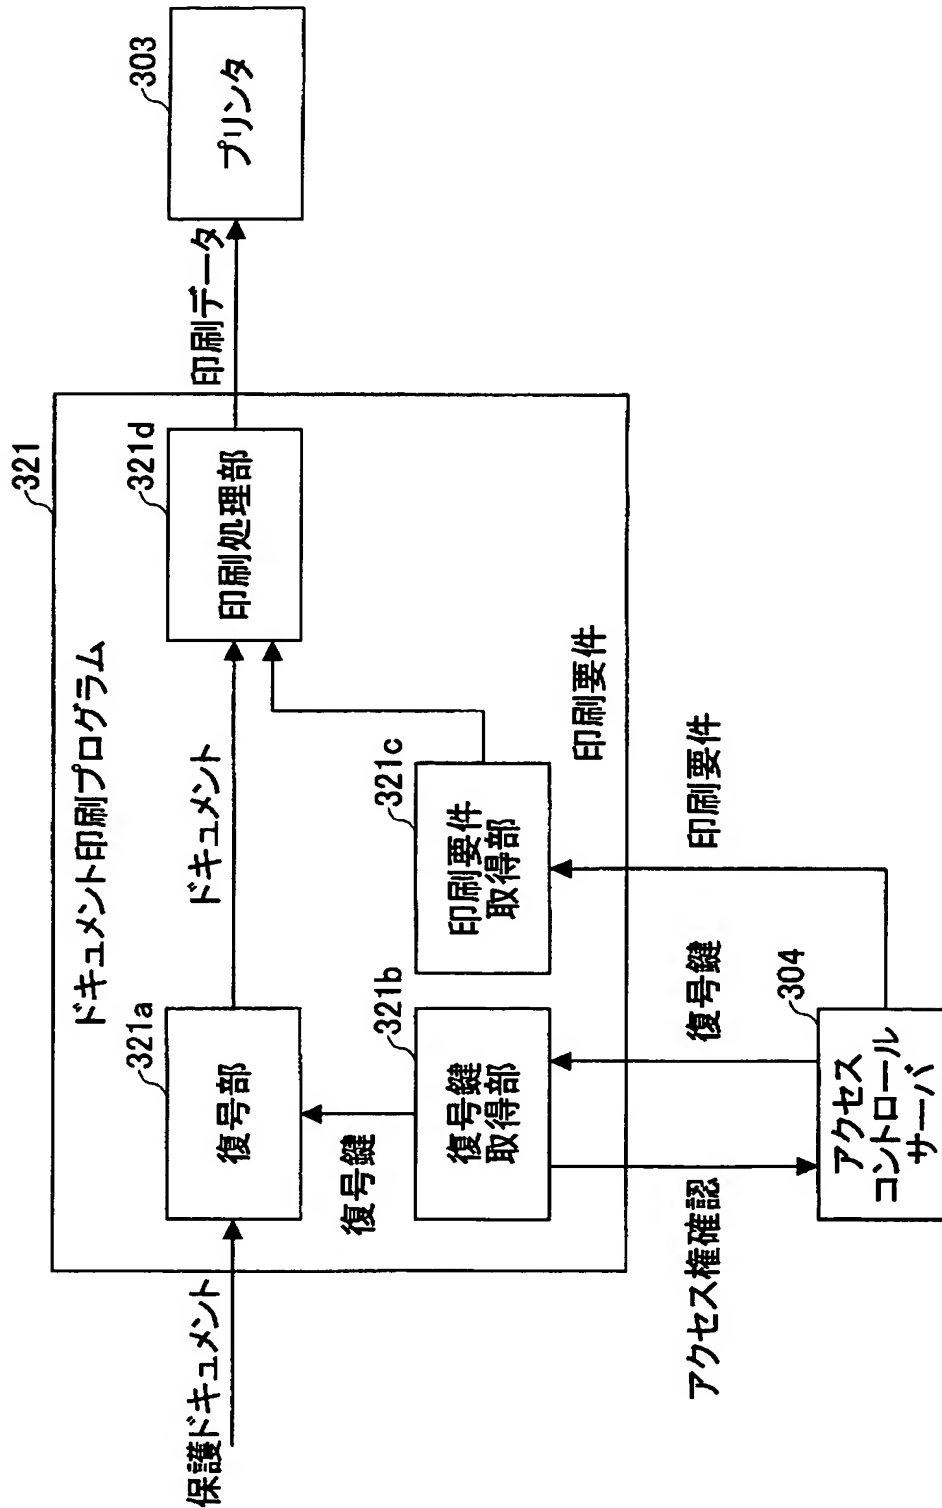 321
ドキュメント印刷プログラム
保護ドキュメント
321a
復号部
ドキュメント
321d
印刷処理部
印刷データ
303
プリンタ
復号鍵
321b
復号鍵
取得部
321c
印刷要件
取得部
印刷要件
アクセス権確認
復号鍵
印刷要件
304
アクセス
コントロール
サーバ